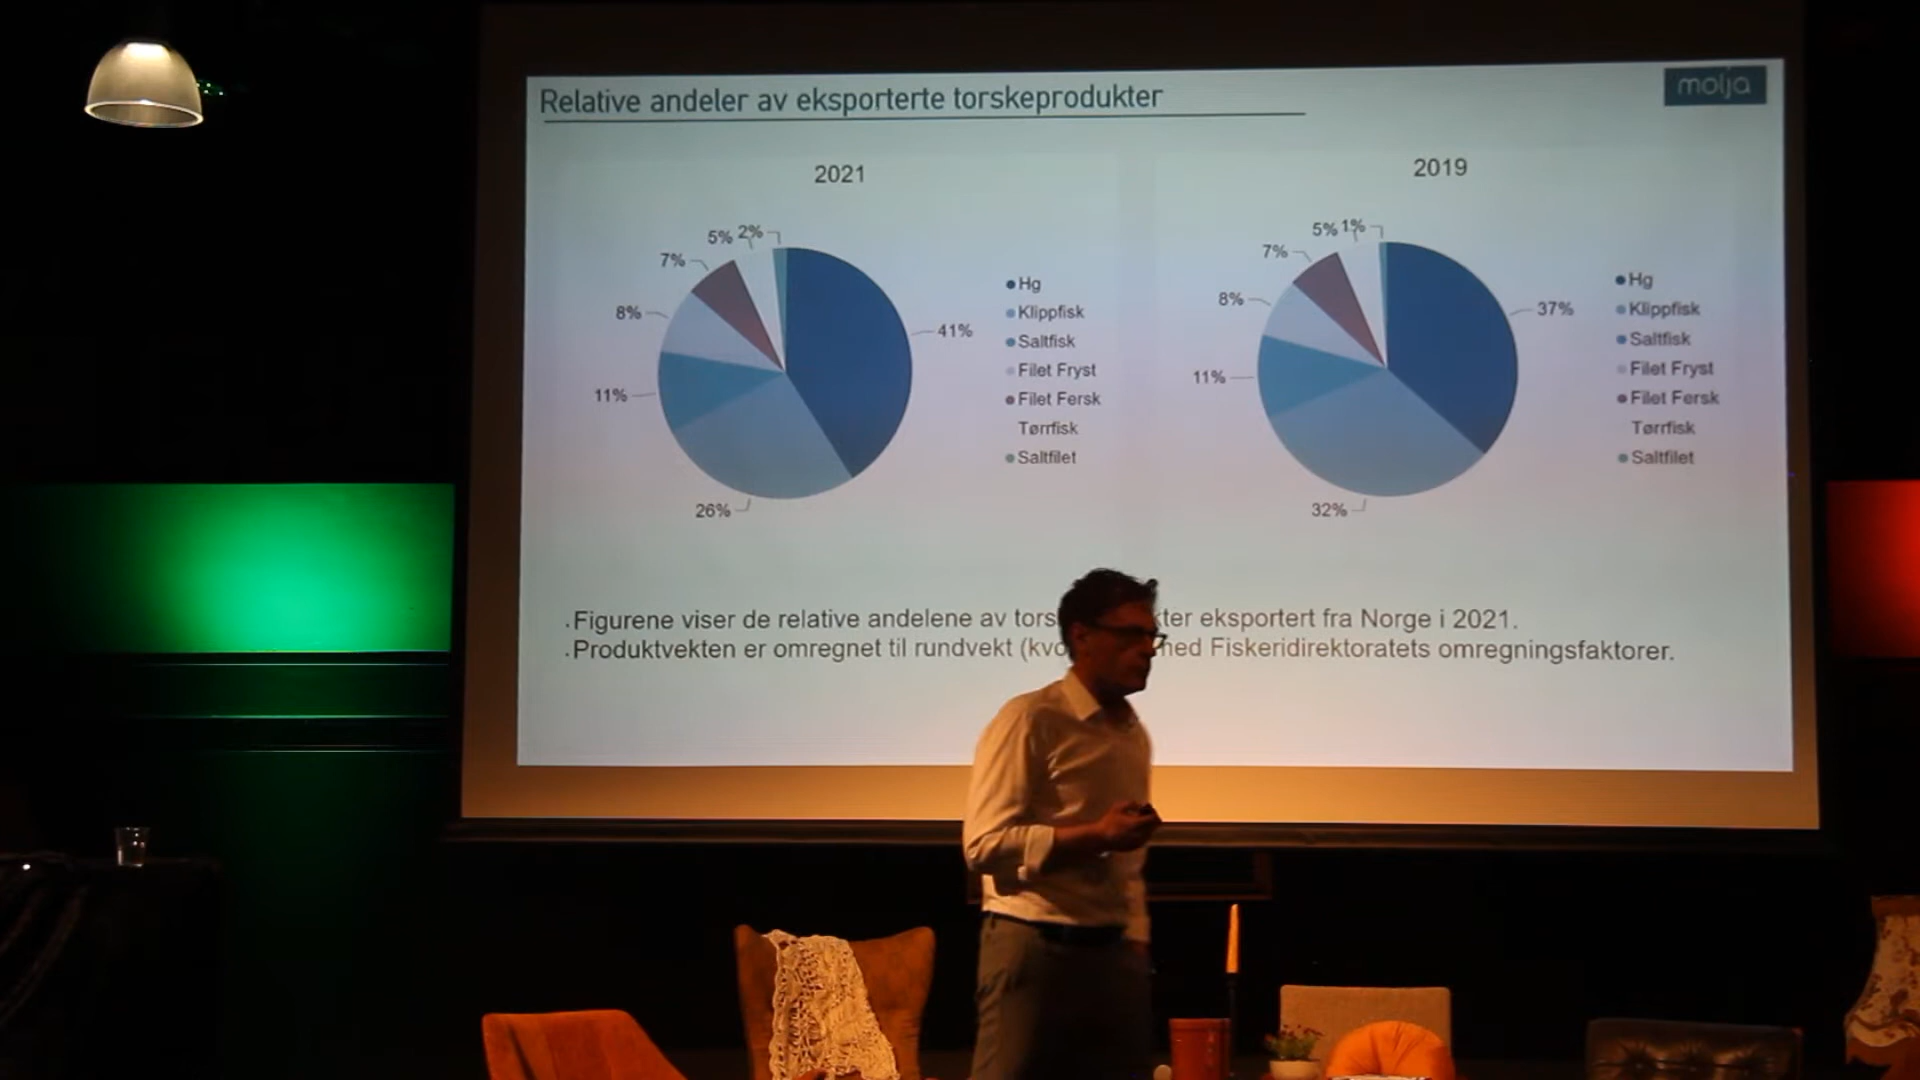 Relative andeler av eksporterte torskeprodukter
molja
2021
5% 2%
7%
8%
11%
26%
41%
Hg
Klippfisk
Saltfisk
Filet Fryst
Filet Fersk
Tørrfisk
Saltfilet
2019
5% 1%
7%
8%
11%
32%
37%
Hg
Klippfisk
Saltfisk
Filet Fryst
Filet Fersk
Tørrfisk
Saltfilet
.Figurene viser de relative andelene av eksportert fra Norge i 2021.
.Produktvekten er omregnet til rundvekt Fiskeridirektoratets omregningsfaktorer.